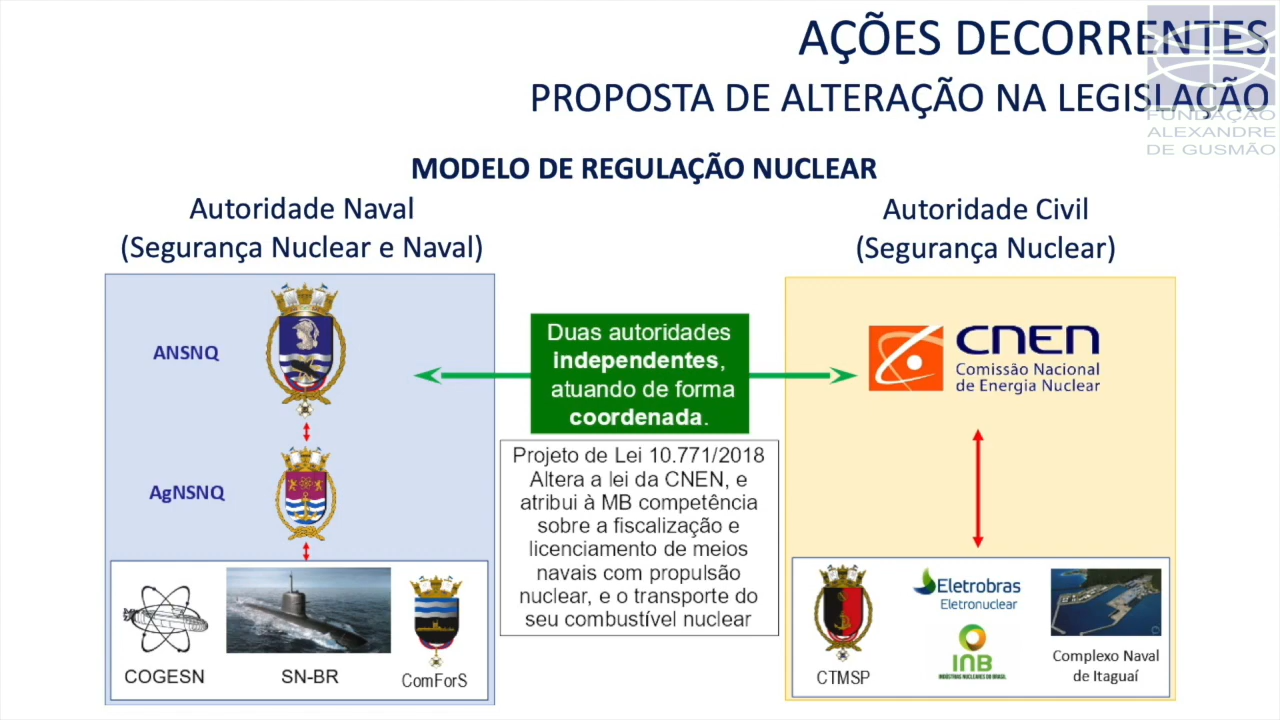 AÇÕES DECORRENTES
PROPOSTA DE ALTERAÇÃO NA LEGISLAÇÃO
FUNDAÇÃO
ALEXANDRE
DE GUSMÃO
MODELO DE REGULAÇÃO NUCLEAR
Autoridade Naval
(Segurança Nuclear e Naval)
ANSNQ
AgNSNQ
COGESN
SN-BR
ComForS
Duas autoridades
independentes,
atuando de forma
coordenada.
Projeto de Lei 10.771/2018
Altera a lei da CNEN, e
atribui à MB competência
sobre a fiscalização e
licenciamento de meios
navais com propulsão
nuclear, e o transporte do
seu combustível nuclear
Autoridade Civil
(Segurança Nuclear)
CNEN
Comissão Nacional
de Energia Nuclear
CTMSP
Eletrobras
Eletronuclear
INB
INDÚSTRIAS NUCLEARES DO BRASIL
Complexo Naval
de Itaguaí